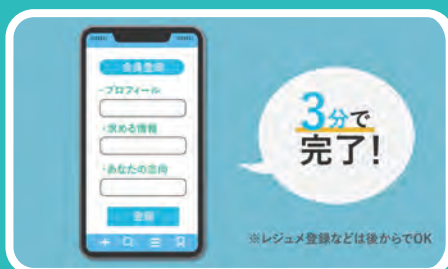 会員登録
・プロフィール
・求める情報
・あなたの志向
登録
3分で
完了!
※レジュメ登録などは後からでOK